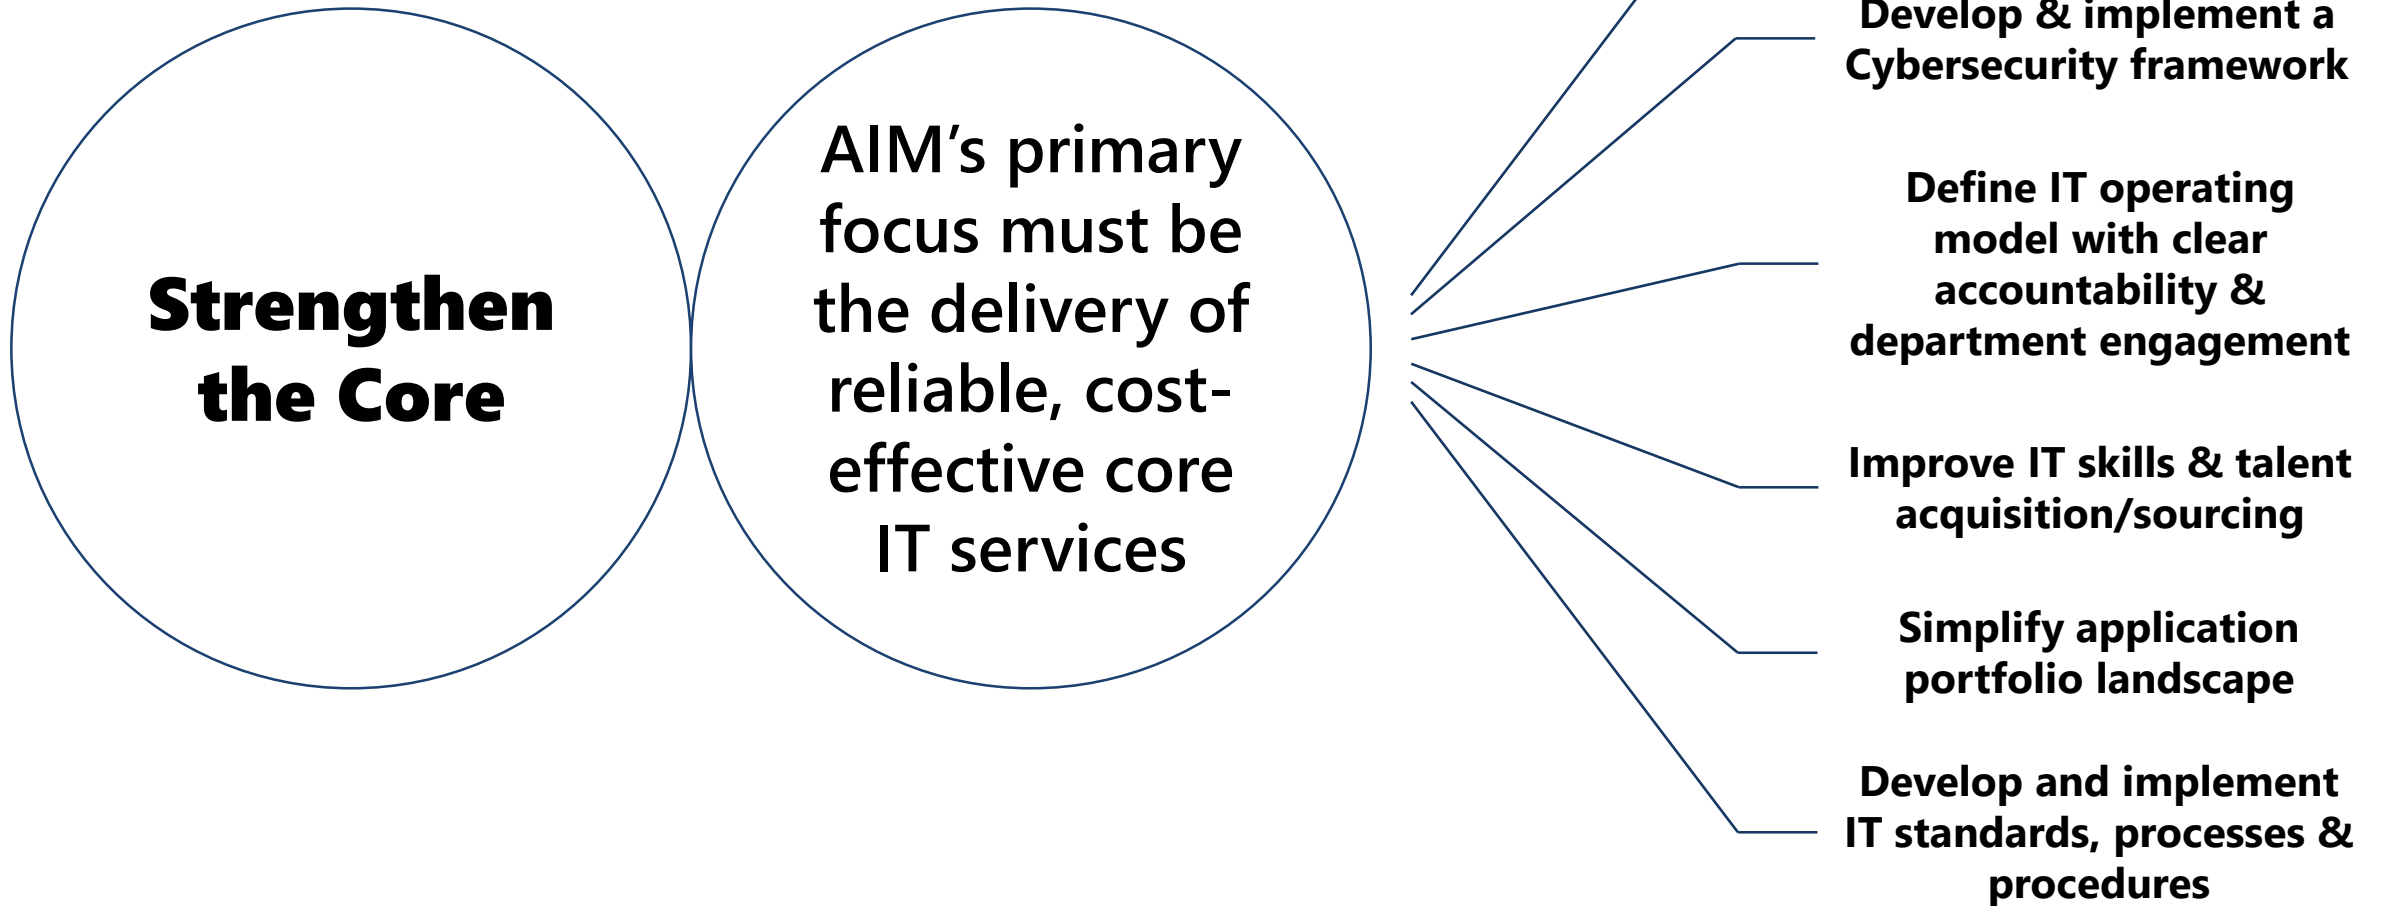 Strengthen
the Core
AIM’s primary
focus must be
the delivery of
reliable, cost-
effective core
IT services
Develop & implement a
Cybersecurity framework
Define IT operating
model with clear
accountability &
department engagement
Improve IT skills & talent
acquisition/sourcing
Simplify application
portfolio landscape
Develop and implement
IT standards, processes &
procedures